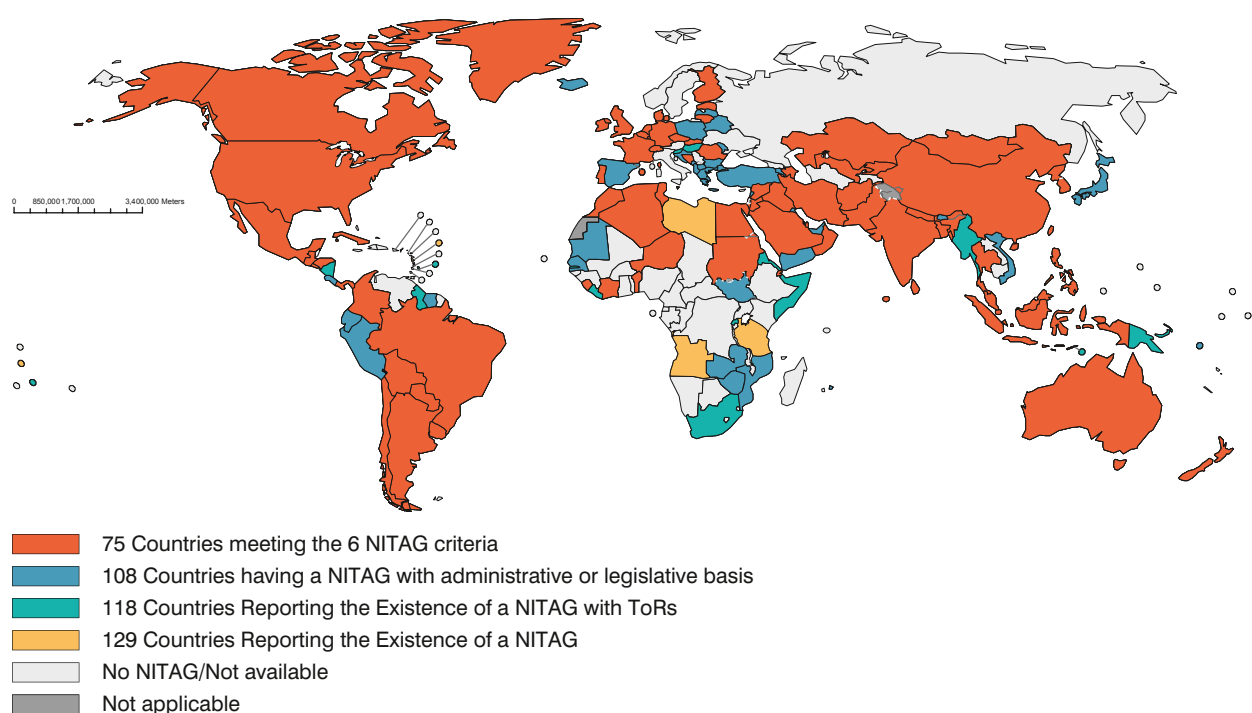 0 850,0001,700,000 3,400,000 Meters
75 Countries meeting the 6 NITAG criteria
108 Countries having a NITAG with administrative or legislative basis
118 Countries Reporting the Existence of a NITAG with ToRs
129 Countries Reporting the Existence of a NITAG
No NITAG/Not available
Not applicable